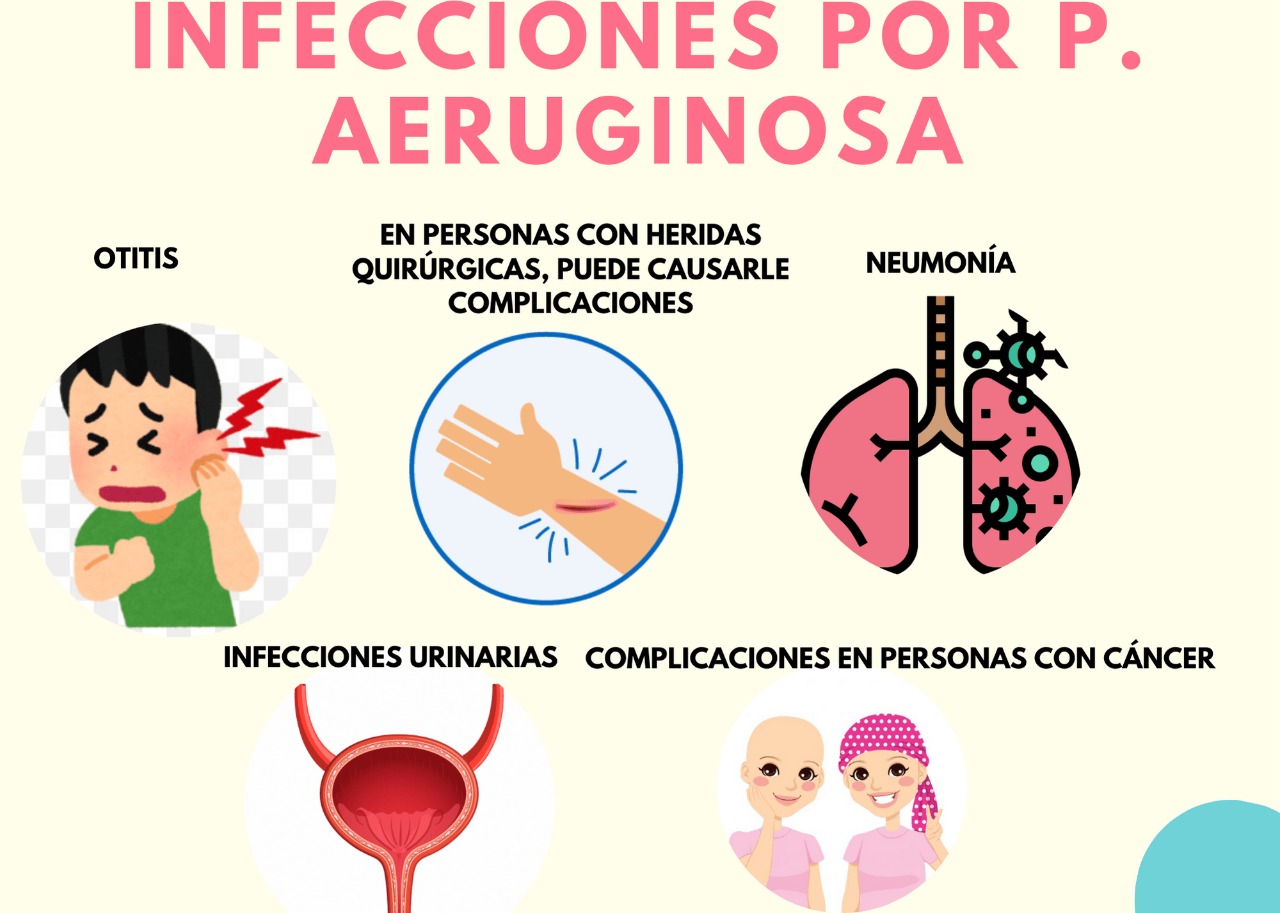 INFECCIONES POR P.
AERUGINOSA
OTITIS
EN PERSONAS CON HERIDAS
QUIRÚRGICAS, PUEDE CAUSARLE
COMPLICACIONES
NEUMONÍA
INFECCIONES URINARIAS
COMPLICACIONES EN PERSONAS CON CÁNCER